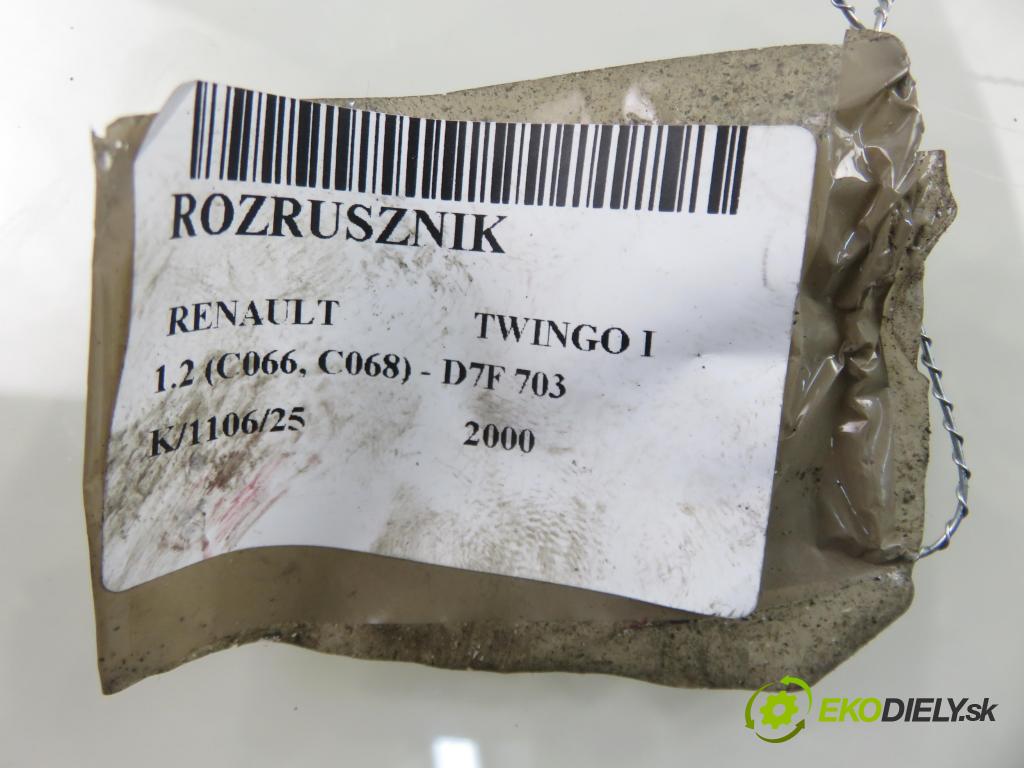 ROZRUSZNIK
RENAULT TWINGO I
1.2 (C066, C068) - D7F 703
K/1106/25 2000
EKODIELY.sk